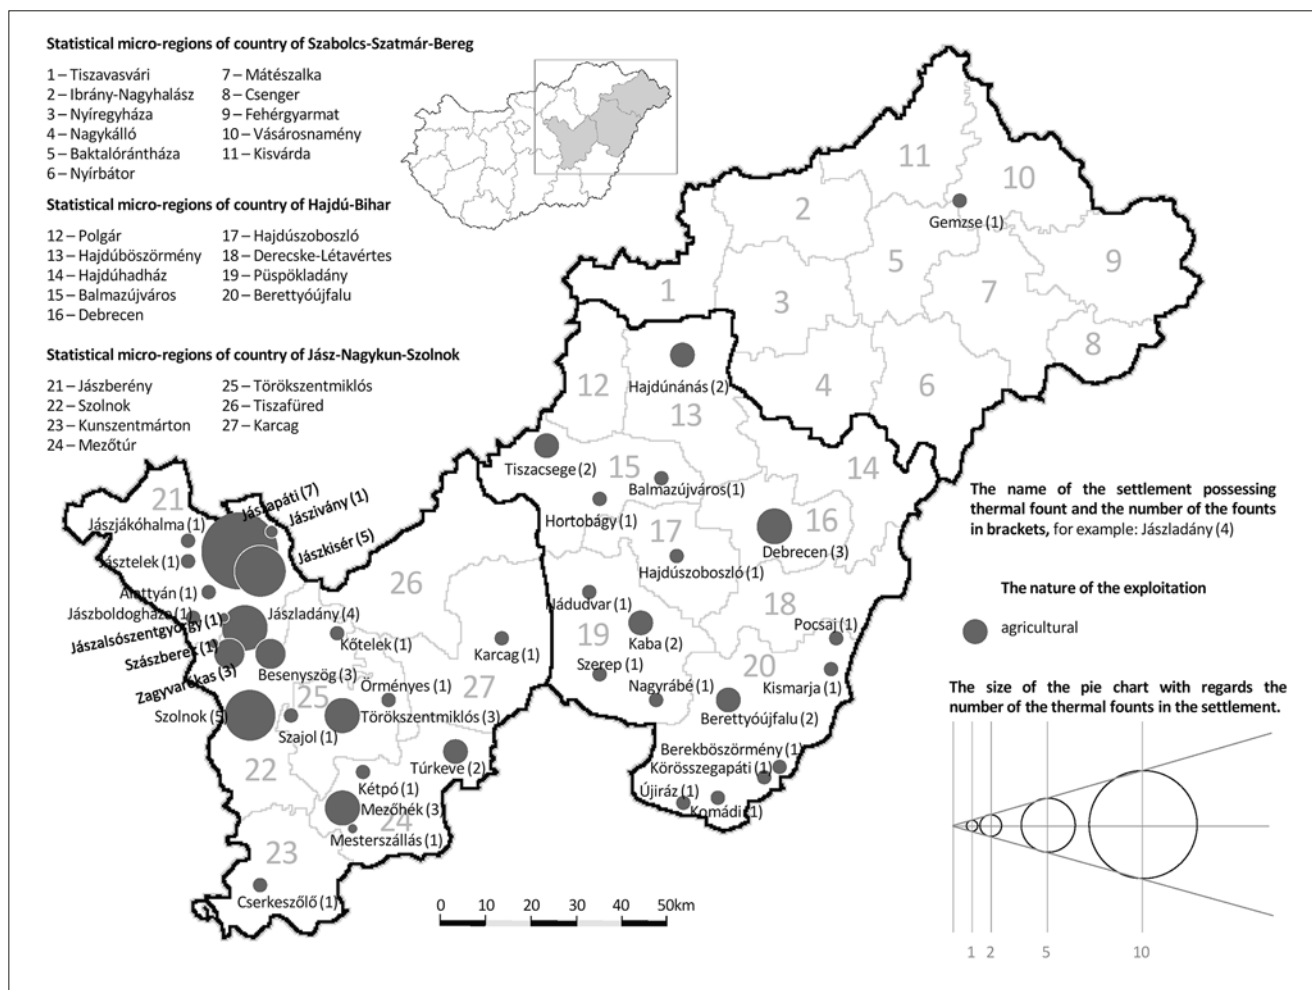 Statistical micro-regions of country of Szabolcs-Szatmár-Bereg
1 – Tiszavasvári
2 – Ibrány-Nagyhalász
3 – Nyíregyháza
4 – Nagykálló
5 – Baktalórántháza
6 – Nyírbátor
7 – Mátészalka
8 – Csenger
9 – Fehérgyarmat
10 – Vásárosnamény
11 – Kisvárda
Statistical micro-regions of country of Hajdú-Bihar
12 – Polgár
13 – Hajdúböszörmény
14 – Hajdúhadház
15 – Balmazújváros
16 – Debrecen
17 – Hajdúszoboszló
18 – Derecske-Létavértes
19 – Püspökladány
20 – Berettyóújfalu
Statistical micro-regions of country of Jász-Nagykun-Szolnok
21 – Jászberény
22 – Szolnok
23 – Kunszentmárton
24 – Mezőtúr
25 – Törökszentmiklós
26 – Tiszafüred
27 – Karcag
11
10
2
Gemzse (1)
5
9
1
3
7
8
4
6
12
Hajdúnánás (2)
13
Tiszacsege (2)
15
Balmazújváros (1)
14
Hortobágy (1)
17
16
Debrecen (3)
Hajdúszoboszló (1)
Nádudvar (1)
18
19
Kaba (2)
Pocsaj (1)
Szerep (1)
20
Nagyrábé (1)
Kismarja (1)
Berettyóújfalu (2)
Berekböszörmény (1)
Körösszegapáti (1)
Újiráz (1)
Komádi (1)
21
Jászapáti (7)
Jászivány (1)
Jászjákóhalma (1)
Jászkisér (5)
Jásztelek (1)
26
Alattyán (1)
Jászboldogháza (1)
Jászladány (4)
Jászalsószentgyörgy (1)
Kőtelek (1)
Szászberek (1)
Karcag (1)
Besenyszög (3)
Zagyvarékas (3)
Örményes (1)
27
25
Szolnok (5)
Törökszentmiklós (3)
Szajol (1)
22
Túrkeve (2)
Kétpó (1)
Mezőhék (3)
24
Mesterszállás (1)
23
Cserkeszőlő (1)
0 10 20 30 40 50km
The name of the settlement possessing
thermal fount and the number of the founts
in brackets, for example: Jászladány (4)
The nature of the exploitation
agricultural
The size of the pie chart with regards the
number of the thermal founts in the settlement.
1 2 5 10